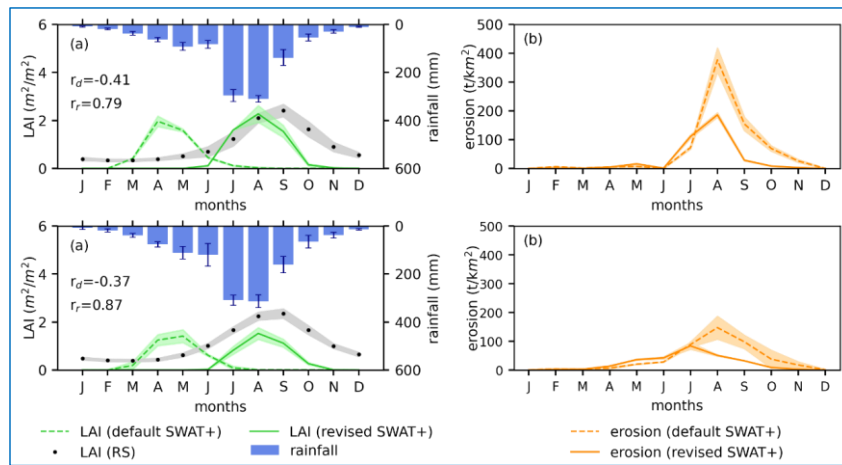 (a)
r_d=-0.41
r_r=0.79
LAI (m²/m²)
6
4
2
0
0
200
400
600
rainfall (mm)
J F M A M J J A S O N D
months
(b)
erosion (t/km²)
500
400
300
200
100
0
J F M A M J J A S O N D
months
(a)
r_d=-0.37
r_r=0.87
LAI (m²/m²)
6
4
2
0
0
200
400
600
rainfall (mm)
J F M A M J J A S O N D
months
(b)
erosion (t/km²)
500
400
300
200
100
0
J F M A M J J A S O N D
months
LAI (default SWAT+)
LAI (revised SWAT+)
LAI (RS)
rainfall
erosion (default SWAT+)
erosion (revised SWAT+)